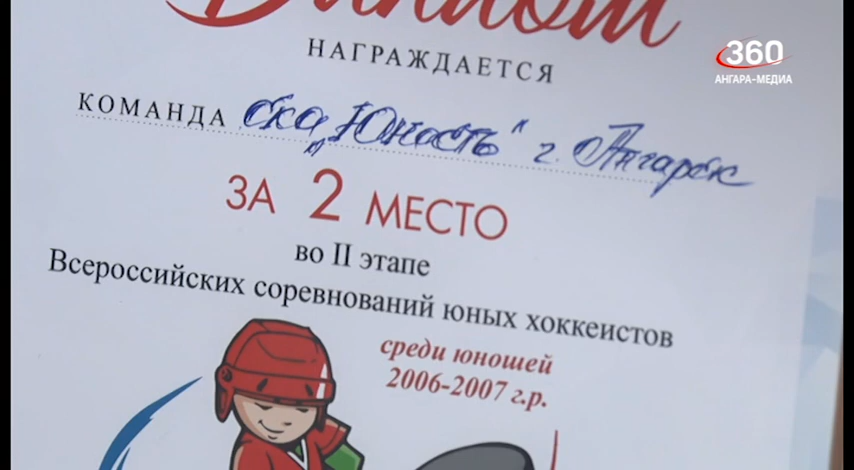 Диплом
360
АНГАРА-МЕДИА
НАГРАЖДАЕТСЯ
КОМАНДА ска „Юность" г. Ангарск
ЗА 2 МЕСТО
во II этапе
Всероссийских соревнований юных хоккеистов
среди юношей
2006-2007 г.р.